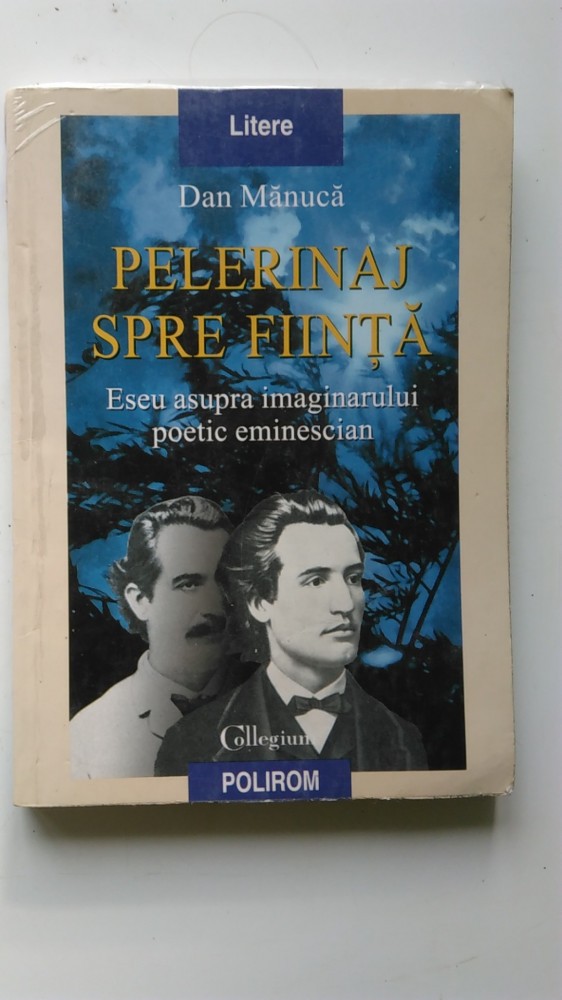 Litere
Dan Mănucă
PELERINAJ
SPRE FIINȚĂ
Eseu asupra imaginarului
poetic eminescian
Collegium
POLIROM